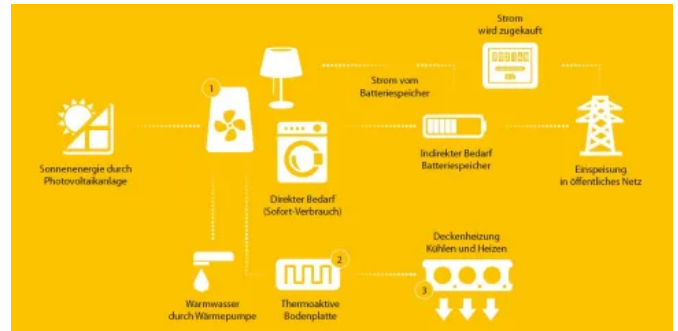 Strom
wird zugekauft
1
Strom vom
Batteriespeicher
Sonnenenergie durch
Photovoltaikanlage
Indirekter Bedarf
Batteriespeicher
Einspeisung
in öffentliches Netz
Direkter Bedarf
(Sofort-Verbrauch)
Deckenheizung
Kühlen und Heizen
2
3
Warmwasser
durch Wärmepumpe
Thermoaktive
Bodenplatte